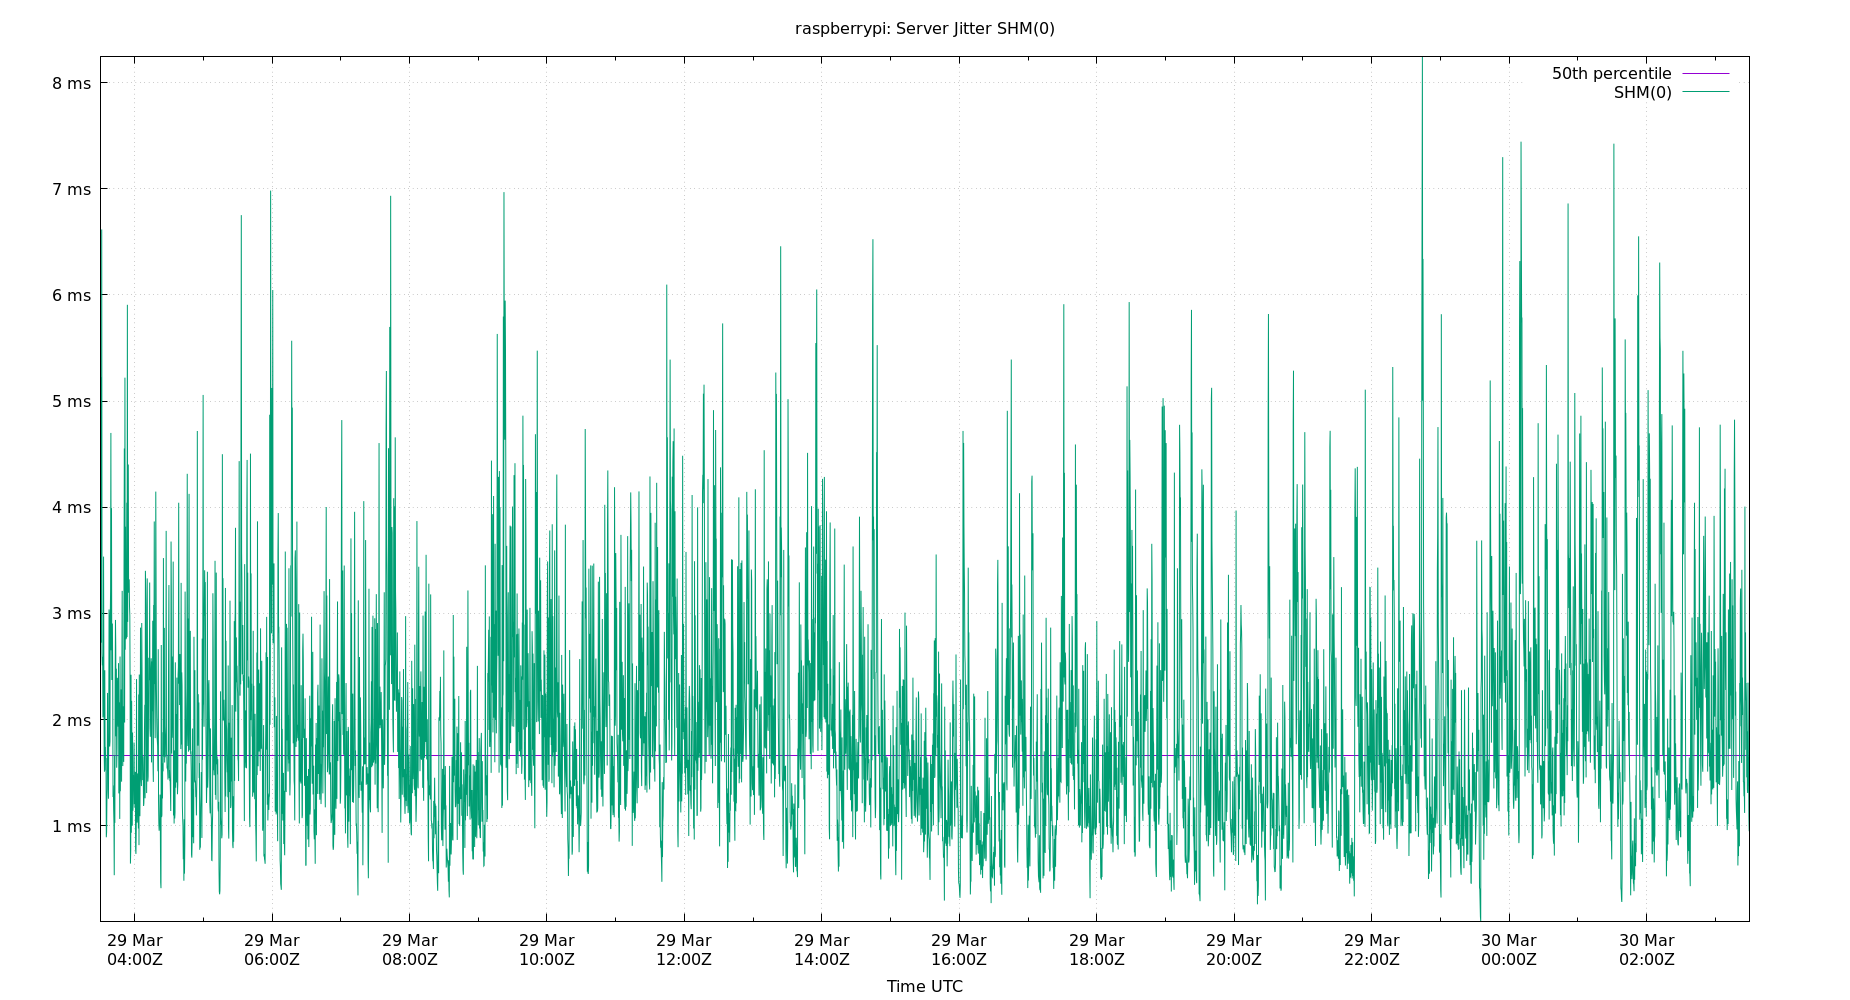 raspberrypi: Server Jitter SHM(0)
50th percentile
SHM(0)
8 ms
7 ms
6 ms
5 ms
4 ms
3 ms
2 ms
1 ms
29 Mar 29 Mar 29 Mar 29 Mar 29 Mar 29 Mar 29 Mar 29 Mar 29 Mar 29 Mar 30 Mar 30 Mar
04:00Z 06:00Z 08:00Z 10:00Z 12:00Z 14:00Z 16:00Z 18:00Z 20:00Z 22:00Z 00:00Z 02:00Z
Time UTC